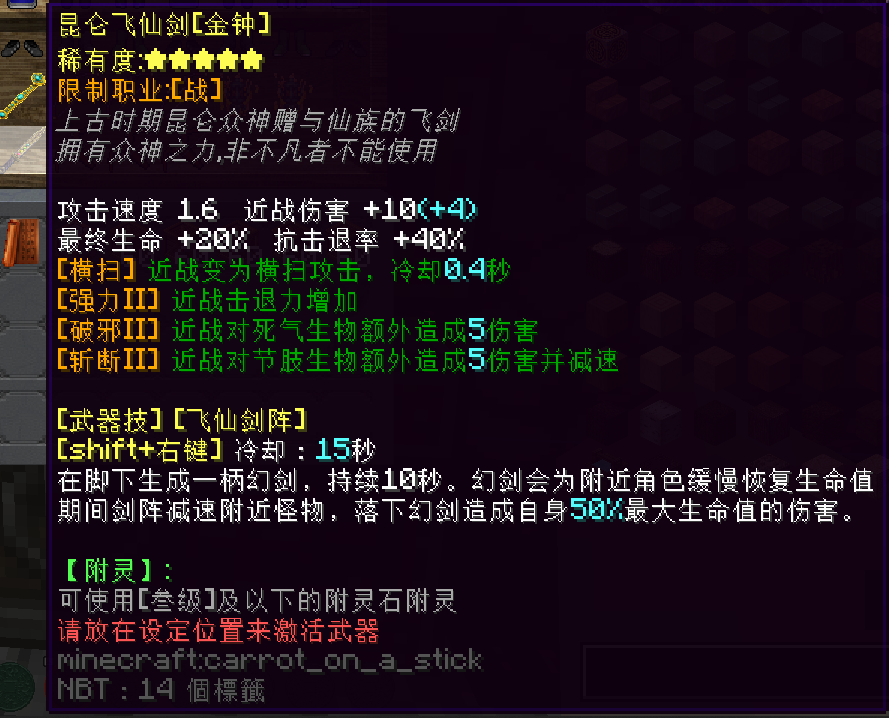 昆仑飞仙剑[金钟]
稀有度:★★★★★
限制职业:[战]
上古时期昆仑众神赠与仙族的飞剑
拥有众神之力,非不凡者不能使用
攻击速度 1.6 近战伤害 +10(+4)
最终生命 +20% 抗击退率 +40%
[横扫] 近战变为横扫攻击，冷却0.4秒
[强力II] 近战击退力增加
[破邪II] 近战对死气生物额外造成5伤害
[斩断II] 近战对节肢生物额外造成5伤害并减速
[武器技] [飞仙剑阵]
[shift+右键] 冷却：15秒
在脚下生成一柄幻剑，持续10秒。幻剑会为附近角色缓慢恢复生命值
期间剑阵减速附近怪物，落下幻剑造成自身50%最大生命值的伤害。
【附灵】：
可使用[叁级]及以下的附灵石附灵
请放在设定位置来激活武器
minecraft:carrot_on_a_stick
NBT：14 個標籤